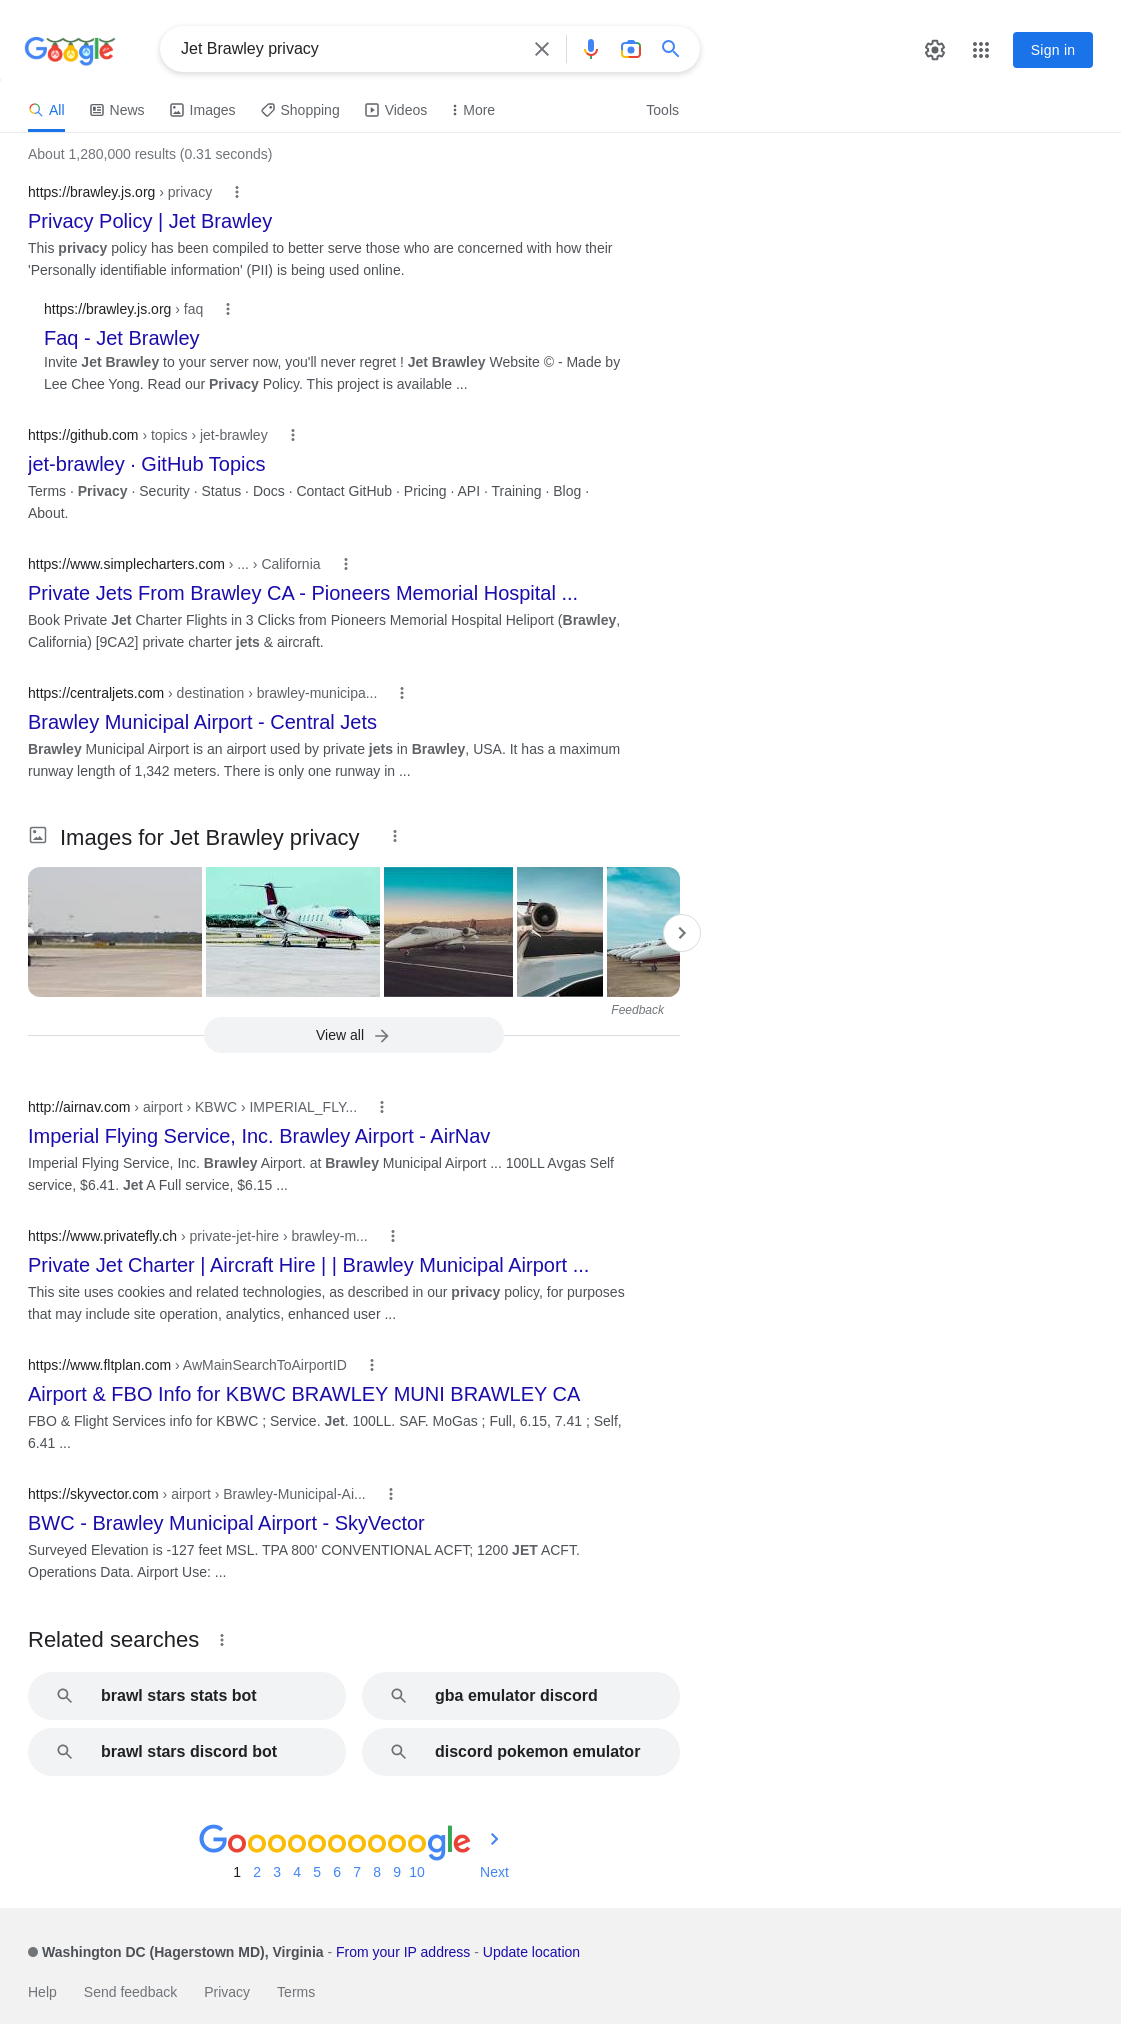 Google
Jet Brawley privacy
Sign in
All News Images Shopping Videos More Tools
About 1,280,000 results (0.31 seconds)
https://brawley.js.org › privacy
Privacy Policy | Jet Brawley
This privacy policy has been compiled to better serve those who are concerned with how their
'Personally identifiable information' (PII) is being used online.
https://brawley.js.org › faq
Faq - Jet Brawley
Invite Jet Brawley to your server now, you'll never regret ! Jet Brawley Website © - Made by
Lee Chee Yong. Read our Privacy Policy. This project is available ...
https://github.com › topics › jet-brawley
jet-brawley · GitHub Topics
Terms · Privacy · Security · Status · Docs · Contact GitHub · Pricing · API · Training · Blog ·
About.
https://www.simplecharters.com › ... › California
Private Jets From Brawley CA - Pioneers Memorial Hospital ...
Book Private Jet Charter Flights in 3 Clicks from Pioneers Memorial Hospital Heliport (Brawley,
California) [9CA2] private charter jets & aircraft.
https://centraljets.com › destination › brawley-municipa...
Brawley Municipal Airport - Central Jets
Brawley Municipal Airport is an airport used by private jets in Brawley, USA. It has a maximum
runway length of 1,342 meters. There is only one runway in ...
Images for Jet Brawley privacy
Feedback
View all
http://airnav.com › airport › KBWC › IMPERIAL_FLY...
Imperial Flying Service, Inc. Brawley Airport - AirNav
Imperial Flying Service, Inc. Brawley Airport. at Brawley Municipal Airport ... 100LL Avgas Self
service, $6.41. Jet A Full service, $6.15 ...
https://www.privatefly.ch › private-jet-hire › brawley-m...
Private Jet Charter | Aircraft Hire | | Brawley Municipal Airport ...
This site uses cookies and related technologies, as described in our privacy policy, for purposes
that may include site operation, analytics, enhanced user ...
https://www.fltplan.com › AwMainSearchToAirportID
Airport & FBO Info for KBWC BRAWLEY MUNI BRAWLEY CA
FBO & Flight Services info for KBWC ; Service. Jet. 100LL. SAF. MoGas ; Full, 6.15, 7.41 ; Self,
6.41 ...
https://skyvector.com › airport › Brawley-Municipal-Ai...
BWC - Brawley Municipal Airport - SkyVector
Surveyed Elevation is -127 feet MSL. TPA 800' CONVENTIONAL ACFT; 1200 JET ACFT.
Operations Data. Airport Use: ...
Related searches
brawl stars stats bot gba emulator discord
brawl stars discord bot discord pokemon emulator
Goooooooooogle
1 2 3 4 5 6 7 8 9 10 Next
Washington DC (Hagerstown MD), Virginia - From your IP address - Update location
Help Send feedback Privacy Terms